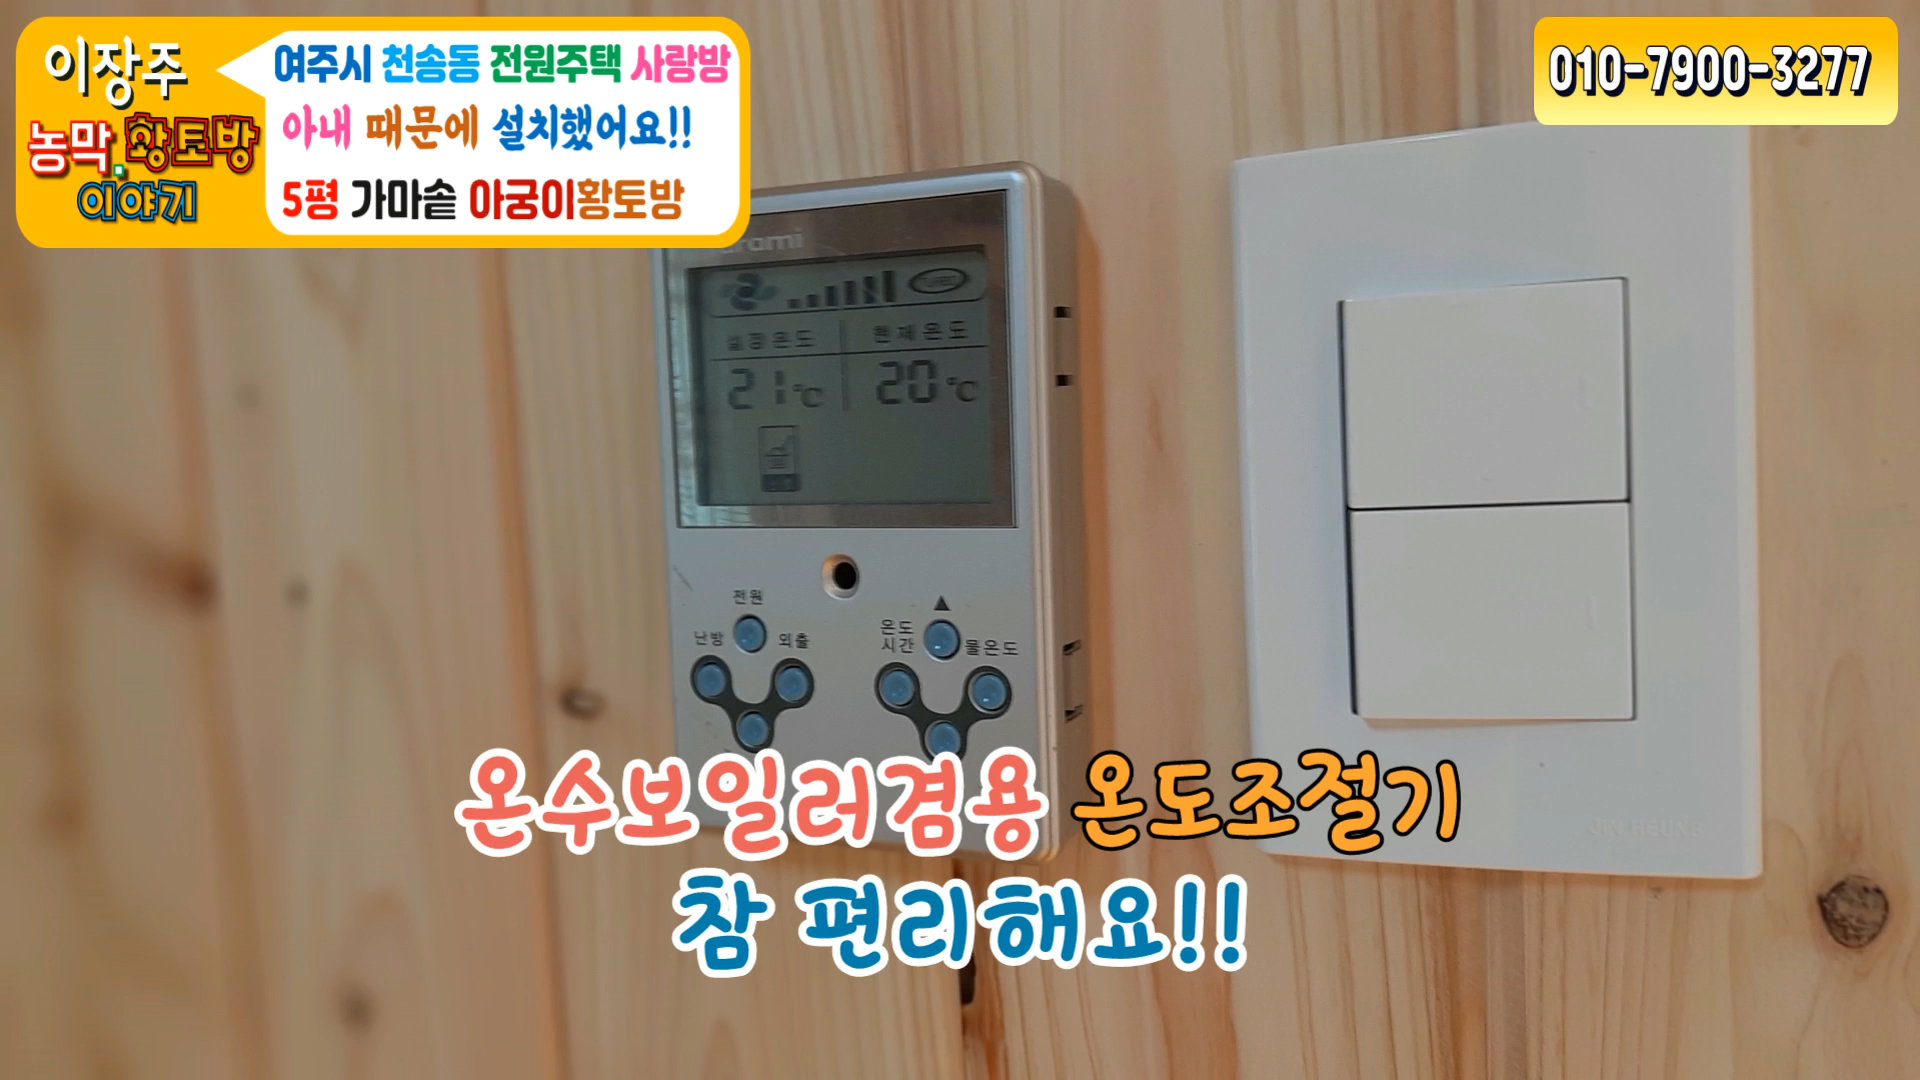 이장주
농막.황토방
이야기
여주시 천송동 전원주택 사랑방
아내 때문에 설치했어요!!
5평 가마솥 아궁이황토방
010-7900-3277
TURBO
설정온도 현재온도
21℃ 20℃
전원
난방 외출
▲
온도
시간 물온도
온수보일러겸용 온도조절기
참 편리해요!!